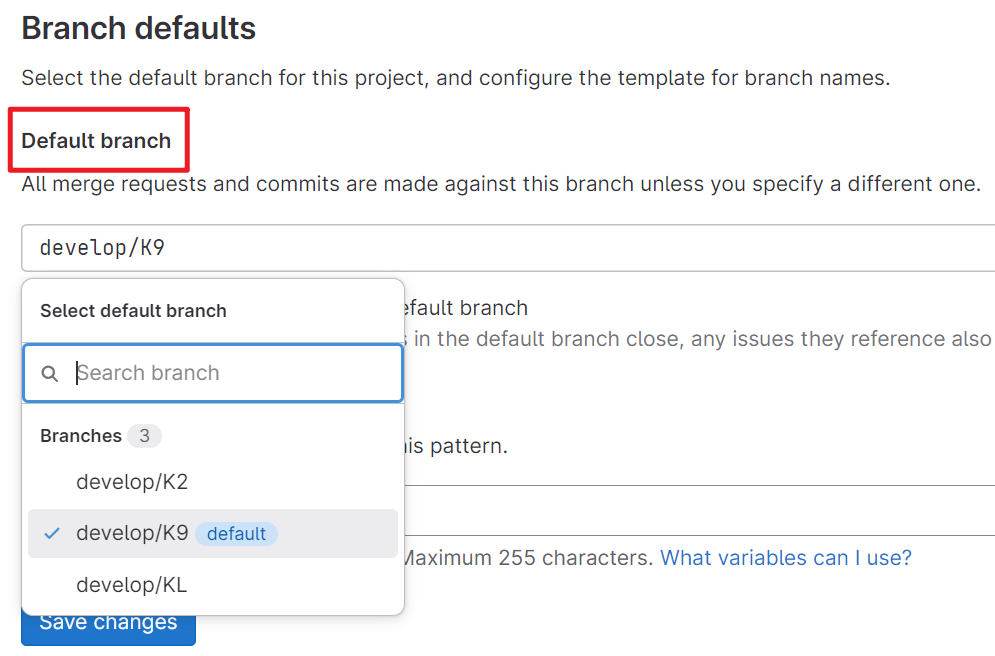 Branch defaults
Select the default branch for this project, and configure the template for branch names.
Default branch
All merge requests and commits are made against this branch unless you specify a different one.
develop/K9
Select default branch
efault branch
in the default branch close, any issues they reference also
Search branch
Branches 3
his pattern.
develop/K2
develop/K9 default
Maximum 255 characters. What variables can I use?
develop/KL
Save changes